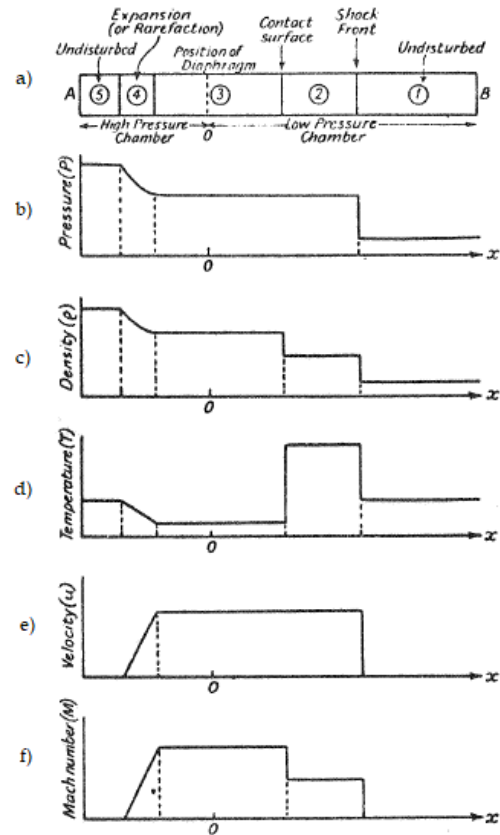 Expansion
(or Rarefaction)
Contact
surface
Shock
Front
Undisturbed
Position of
Diaphragm
Undisturbed
a)
A
⑤
④
③
②
①
B
High Pressure
Chamber
0
Low Pressure
Chamber
b)
Pressure (P)
0
x
c)
Density (ρ)
0
x
d)
Temperature (T)
0
x
e)
Velocity (u)
0
x
f)
Mach number (M)
0
x